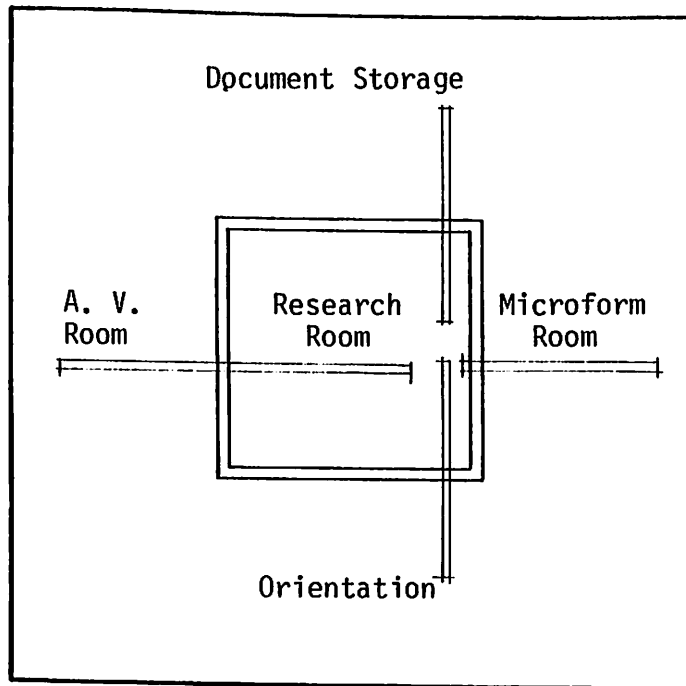 Document Storage
A. V.
Room
Research
Room
Microform
Room
Orientation